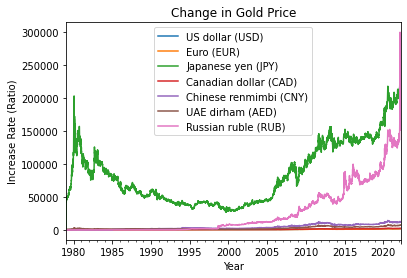 Change in Gold Price
US dollar (USD)
Euro (EUR)
Japanese yen (JPY)
Canadian dollar (CAD)
Chinese renmimbi (CNY)
UAE dirham (AED)
Russian ruble (RUB)
Increase Rate (Ratio)
300000
250000
200000
150000
100000
50000
0
1980 1985 1990 1995 2000 2005 2010 2015 2020
Year